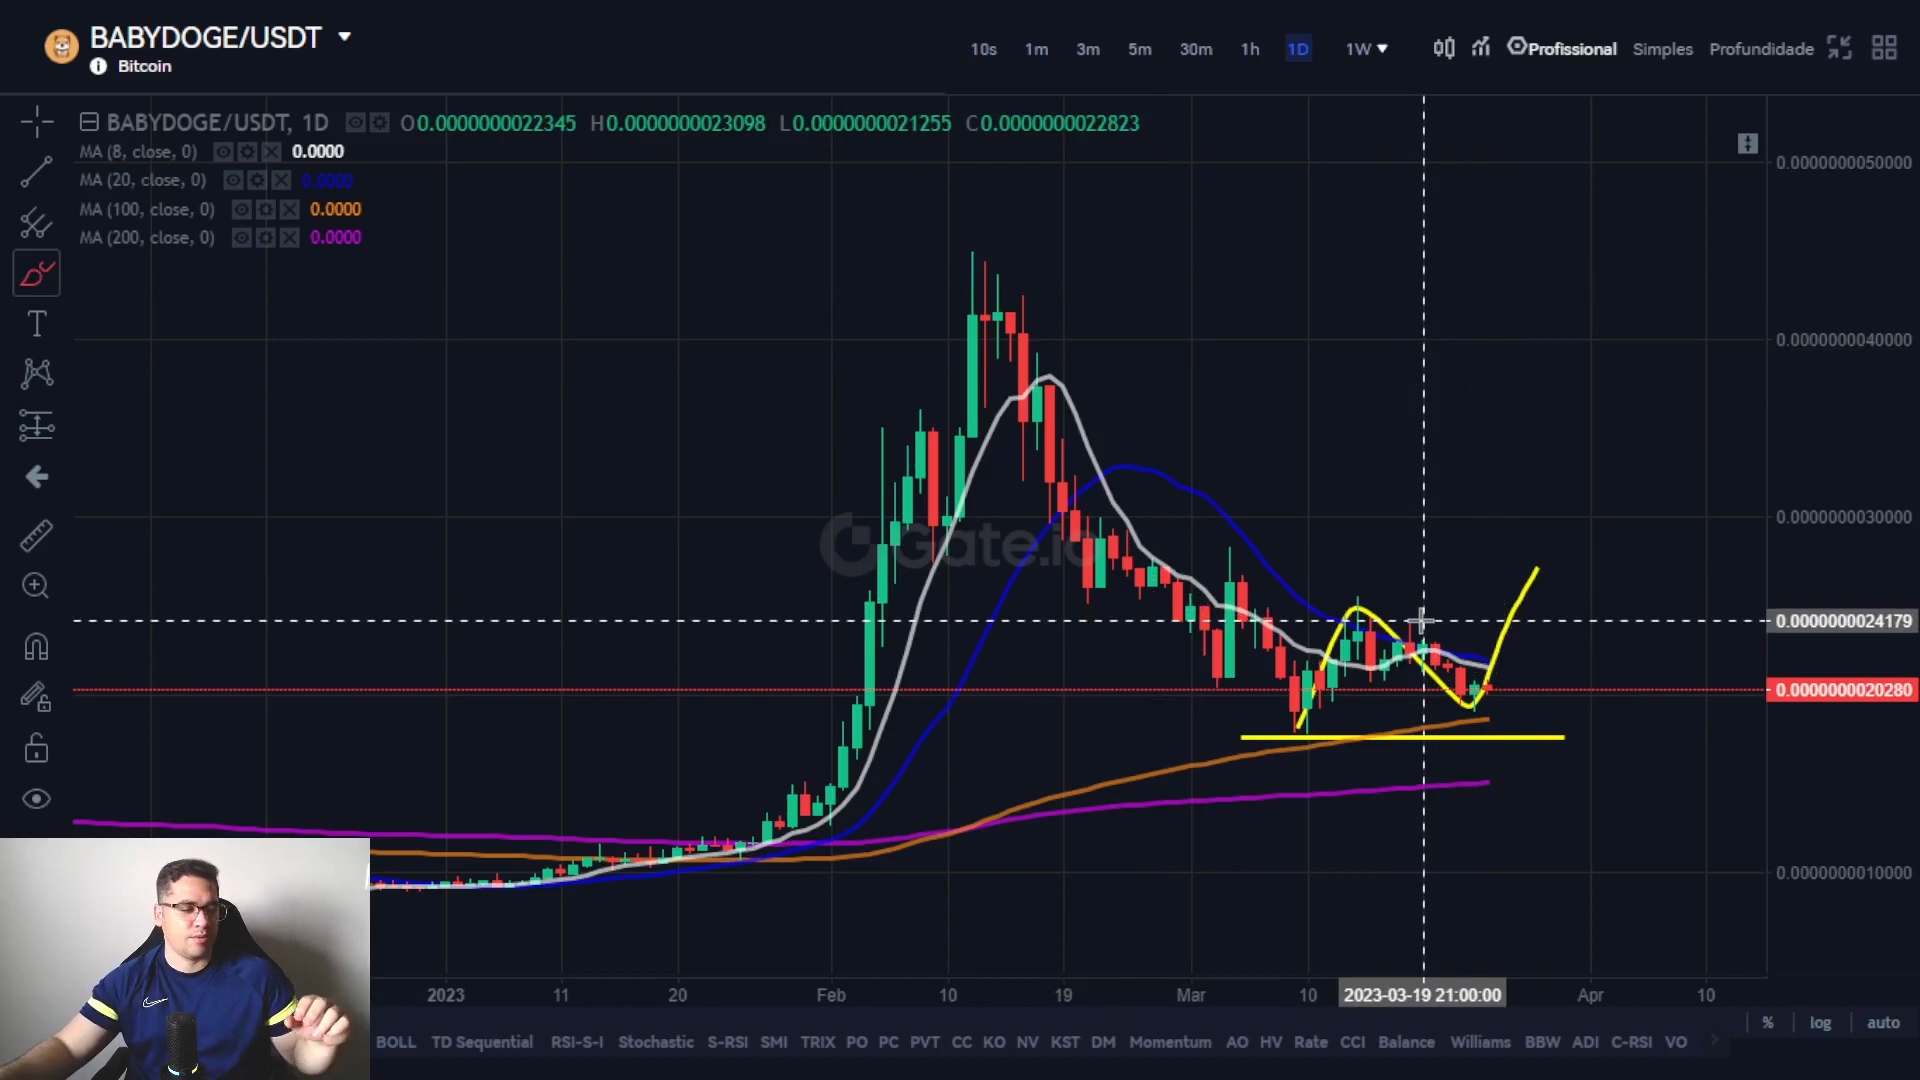 BABYDOGE/USDT
Bitcoin
10s 1m 3m 5m 30m 1h 1D 1W Profissional Simples Profundidade
BABYDOGE/USDT, 1D O0.0000000022345 H0.0000000023098 L0.0000000021255 C0.0000000022823
MA (8, close, 0) 0.0000
MA (20, close, 0) 0.0000
MA (100, close, 0) 0.0000
MA (200, close, 0) 0.0000
0.0000000050000
0.0000000040000
0.0000000030000
Gate.io
0.0000000024179
0.0000000020280
0.0000000010000
2023 11 20 Feb 10 19 Mar 10 2023-03-19 21:00:00 Apr 10
% log auto
BOLL TD Sequential RSI-S-I Stochastic S-RSI SMI TRIX PO PC PVT CC KO NV KST DM Momentum AO HV Rate CCI Balance Williams BBW ADI C-RSI VO